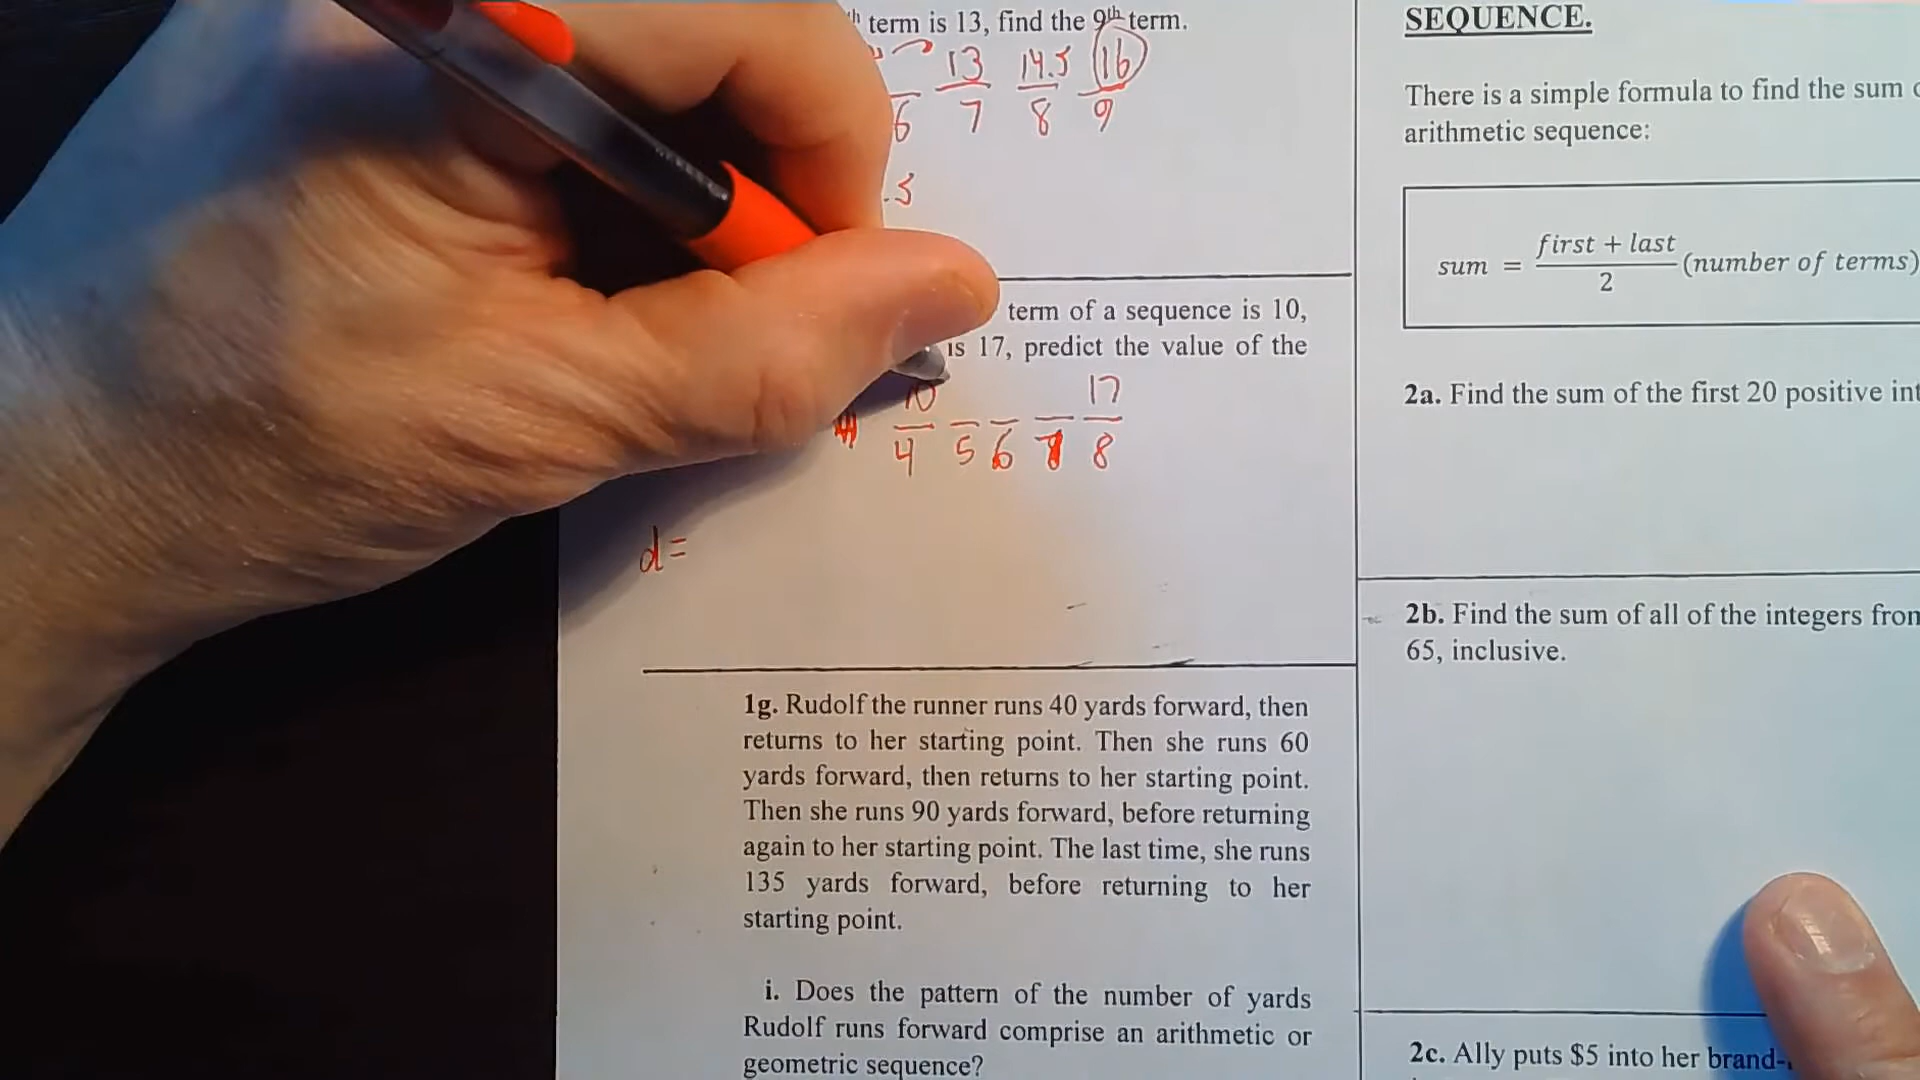 th term is 13, find the 9th term.
13 14.5 16
6 7 8 9
.5
term of a sequence is 10,
is 17, predict the value of the
10 17
4 5 6 7 8
d=
1g. Rudolf the runner runs 40 yards forward, then
returns to her starting point. Then she runs 60
yards forward, then returns to her starting point.
Then she runs 90 yards forward, before returning
again to her starting point. The last time, she runs
135 yards forward, before returning to her
starting point.
i. Does the pattern of the number of yards
Rudolf runs forward comprise an arithmetic or
geometric sequence?
SEQUENCE.
There is a simple formula to find the sum
arithmetic sequence:
sum = first + last / 2 (number of terms)
2a. Find the sum of the first 20 positive int
2b. Find the sum of all of the integers from
65, inclusive.
2c. Ally puts $5 into her brand-